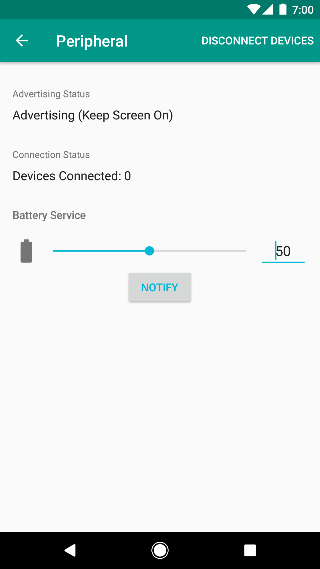 7:00
Peripheral
DISCONNECT DEVICES
Advertising Status
Advertising (Keep Screen On)
Connection Status
Devices Connected: 0
Battery Service
50
NOTIFY